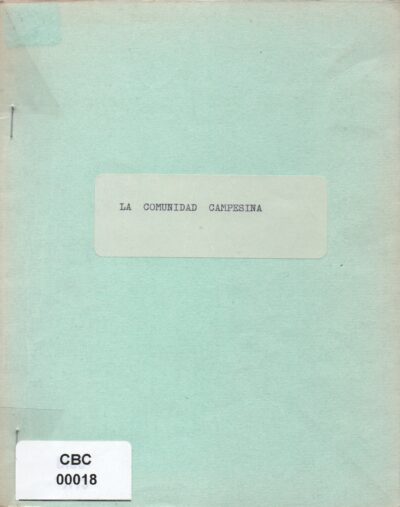 LA COMUNIDAD CAMPESINA
CBC
00018